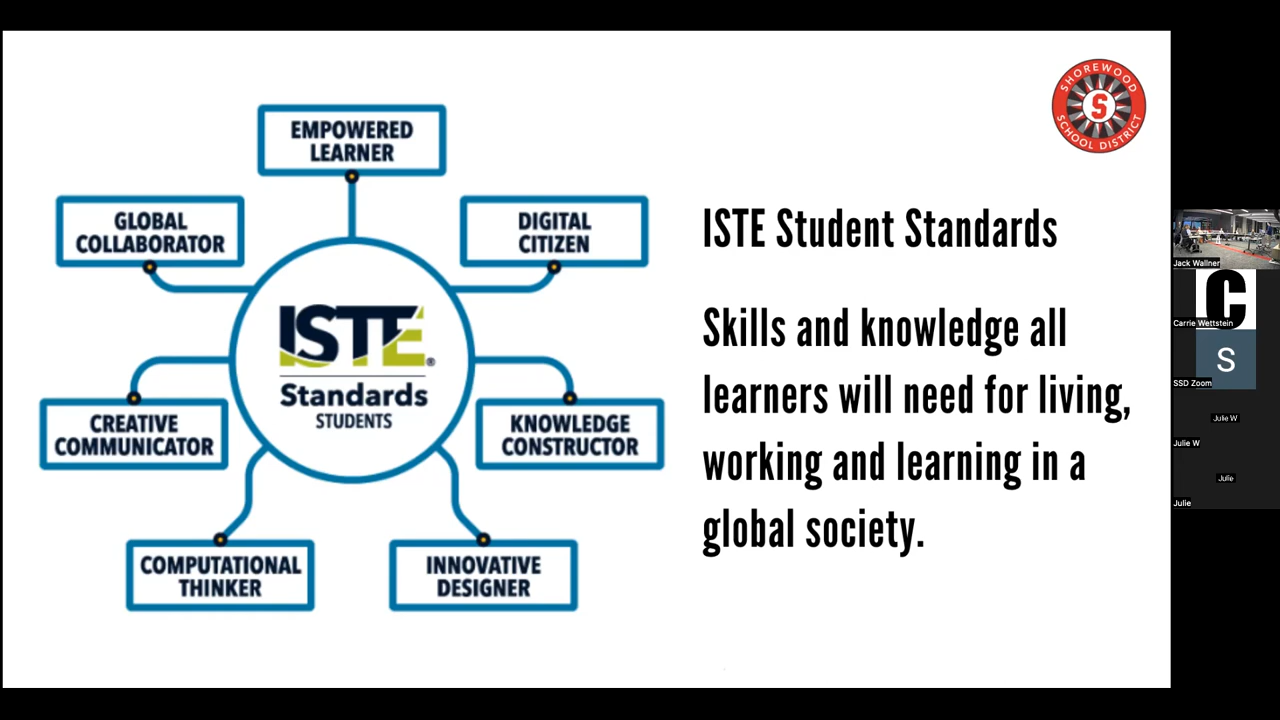 SHOREWOOD
S
SCHOOL DISTRICT
EMPOWERED
LEARNER
GLOBAL
COLLABORATOR
DIGITAL
CITIZEN
ISTE®
Standards
STUDENTS
CREATIVE
COMMUNICATOR
KNOWLEDGE
CONSTRUCTOR
COMPUTATIONAL
THINKER
INNOVATIVE
DESIGNER
ISTE Student Standards
Skills and knowledge all
learners will need for living,
working and learning in a
global society.
Jack Wallner
C
Carrie Wettstein
S
SSD Zoom
Julie W
Julie W
Julie
Julie